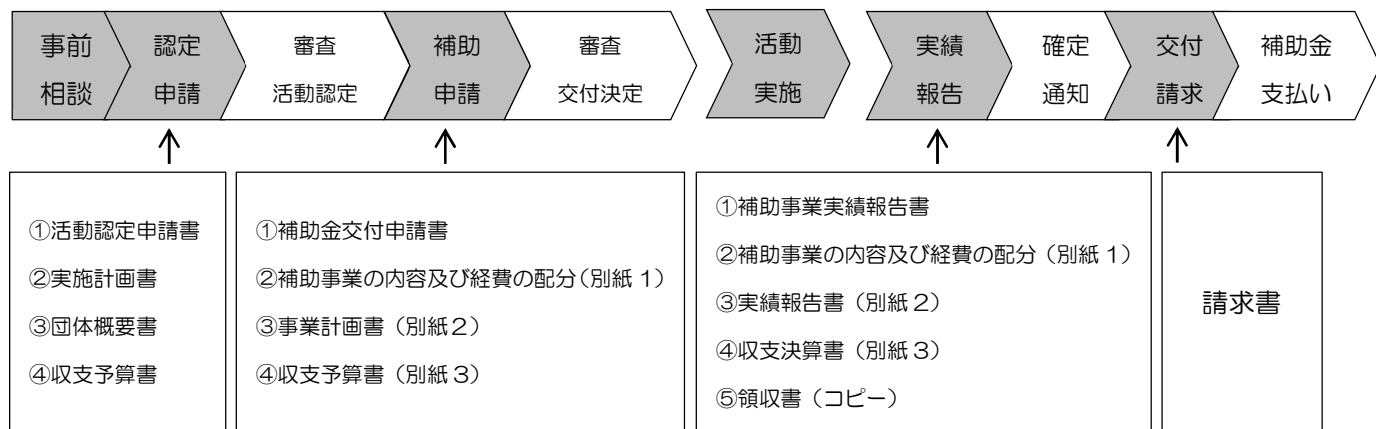 事前
相談
認定
申請
審査
活動認定
補助
申請
審査
交付決定
活動
実施
実績
報告
確定
通知
交付
請求
補助金
支払い
①活動認定申請書
②実施計画書
③団体概要書
④収支予算書
①補助金交付申請書
②補助事業の内容及び経費の配分（別紙１）
③事業計画書（別紙２）
④収支予算書（別紙３）
①補助事業実績報告書
②補助事業の内容及び経費の配分（別紙１）
③実績報告書（別紙２）
④収支決算書（別紙３）
⑤領収書（コピー）
請求書